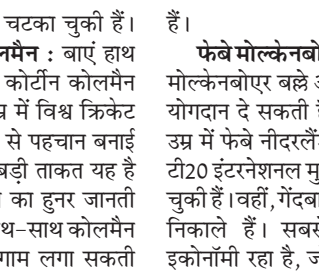 चटका चुकी हैं।
लमैन : बाएं हाथ
कोर्टीन कोलमैन
में विश्व क्रिकेट
से पहचान बनाई
बड़ी ताकत यह है
का हुनर जानती
थ-साथ कोलमैन
गाम लगा सकती
हैं।
फेबे मोल्केनबो
मोल्केनबोएर बल्ले
योगदान दे सकती
उम्र में फेबे नीदरलैं
टी20 इंटरनेशनल मु
चुकी हैं। वहीं, गेंदबा
निकाले हैं। सबसे
इकोनॉमी रहा है, ज